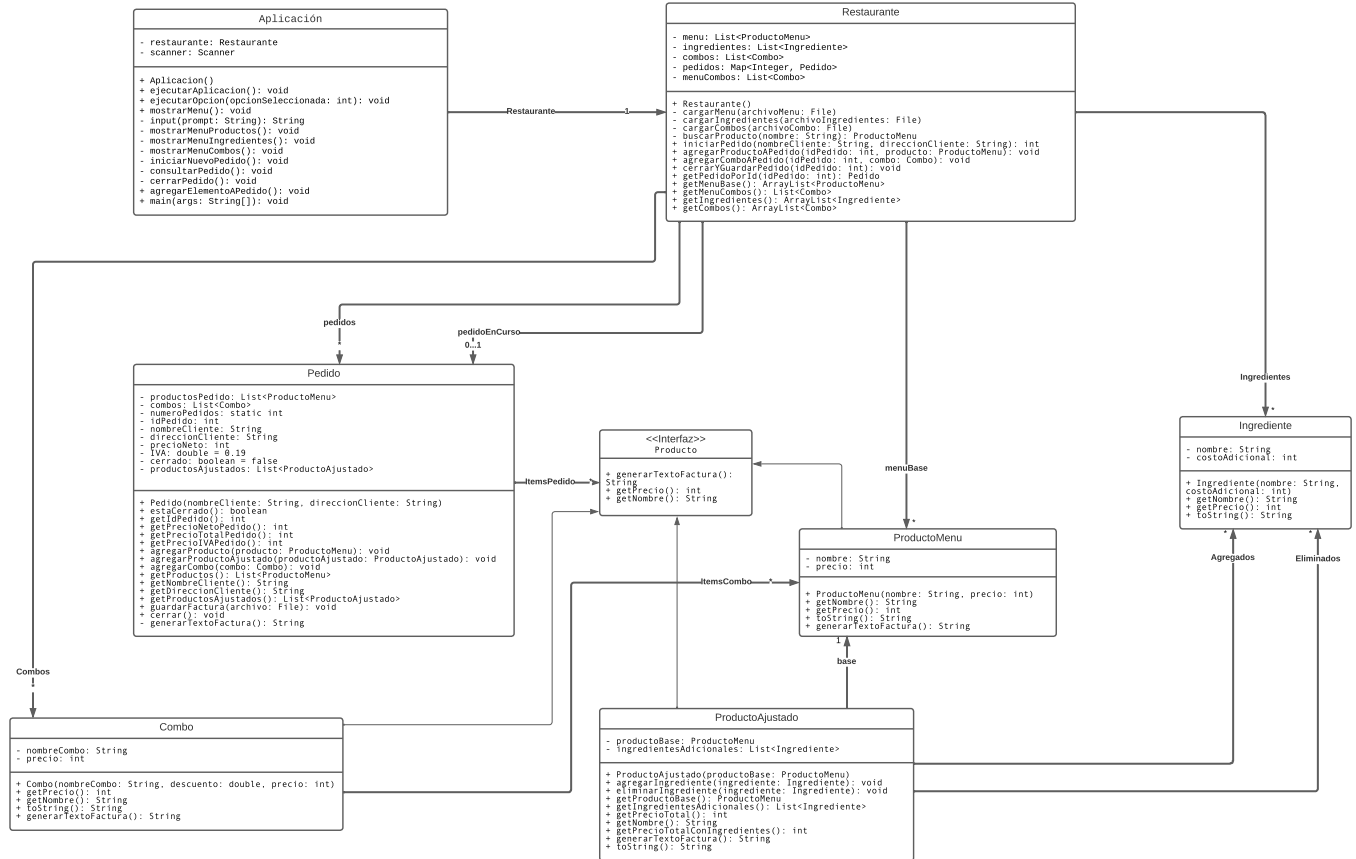 Aplicación
- restaurante: Restaurante
- scanner: Scanner
+ Aplicacion()
+ ejecutarAplicacion(): void
+ ejecutarOpcion(opcionSeleccionada: int): void
+ mostrarMenu(): void
- input(prompt: String): String
- mostrarMenuProductos(): void
- mostrarMenuIngredientes(): void
- mostrarMenuCombos(): void
- iniciarNuevoPedido(): void
- consultarPedido(): void
- cerrarPedido(): void
+ agregarElementoAPedido(): void
+ main(args: String[]): void
Restaurante
1
Restaurante
- menu: List<ProductoMenu>
- ingredientes: List<Ingrediente>
- combos: List<Combo>
- pedidos: Map<Integer, Pedido>
- menuCombos: List<Combo>
+ Restaurante()
- cargarMenu(archivoMenu: File)
- cargarIngredientes(archivoIngredientes: File)
- cargarCombos(archivoCombo: File)
- buscarProducto(nombre: String): ProductoMenu
+ iniciarPedido(nombreCliente: String, direccionCliente: String): int
+ agregarProductoAPedido(idPedido: int, producto: ProductoMenu): void
+ agregarComboAPedido(idPedido: int, combo: Combo): void
+ cerrarYGuardarPedido(idPedido: int): void
+ getPedidoPorId(idPedido: int): Pedido
+ getMenuBase(): ArrayList<ProductoMenu>
+ getMenuCombos(): List<Combo>
+ getIngredientes(): ArrayList<Ingrediente>
+ getCombos(): ArrayList<Combo>
pedidos
*
pedidoEnCurso
0...1
Pedido
- productosPedido: List<ProductoMenu>
- combos: List<Combo>
- numeroPedidos: static int
- idPedido: int
- nombreCliente: String
- direccionCliente: String
- precioNeto: int
- IVA: double = 0.19
- cerrado: boolean = false
- productosAjustados: List<ProductoAjustado>
+ Pedido(nombreCliente: String, direccionCliente: String)
+ estaCerrado(): boolean
+ getIdPedido(): int
+ getPrecioNetoPedido(): int
+ getPrecioTotalPedido(): int
+ getPrecioIVAPedido(): int
+ agregarProducto(producto: ProductoMenu): void
+ agregarProductoAjustado(productoAjustado: ProductoAjustado): void
+ agregarCombo(combo: Combo): void
+ getProductos(): List<ProductoMenu>
+ getNombreCliente(): String
+ getDireccionCliente(): String
+ getProductosAjustados(): List<ProductoAjustado>
+ guardarFactura(archivo: File): void
+ cerrar(): void
- generarTextoFactura(): String
ItemsPedido
*
<<Interfaz>>
Producto
+ generarTextoFactura():
String
+ getPrecio(): int
+ getNombre(): String
menuBase
*
ProductoMenu
- nombre: String
- precio: int
+ ProductoMenu(nombre: String, precio: int)
+ getNombre(): String
+ getPrecio(): int
+ toString(): String
+ generarTextoFactura(): String
Ingredientes
*
Ingrediente
- nombre: String
- costoAdicional: int
+ Ingrediente(nombre: String,
costoAdicional: int)
+ getNombre(): String
+ getPrecio(): int
+ toString(): String
*
Agregados
*
Eliminados
ItemsCombo
*
1
base
Combos
*
Combo
- nombreCombo: String
- precio: int
+ Combo(nombreCombo: String, descuento: double, precio: int)
+ getPrecio(): int
+ getNombre(): String
+ toString(): String
+ generarTextoFactura(): String
ProductoAjustado
- productoBase: ProductoMenu
- ingredientesAdicionales: List<Ingrediente>
+ ProductoAjustado(productoBase: ProductoMenu)
+ agregarIngrediente(ingrediente: Ingrediente): void
+ eliminarIngrediente(ingrediente: Ingrediente): void
+ getProductoBase(): ProductoMenu
+ getIngredientesAdicionales(): List<Ingrediente>
+ getPrecioTotal(): int
+ getNombre(): String
+ getPrecioTotalConIngredientes(): int
+ generarTextoFactura(): String
+ toString(): String